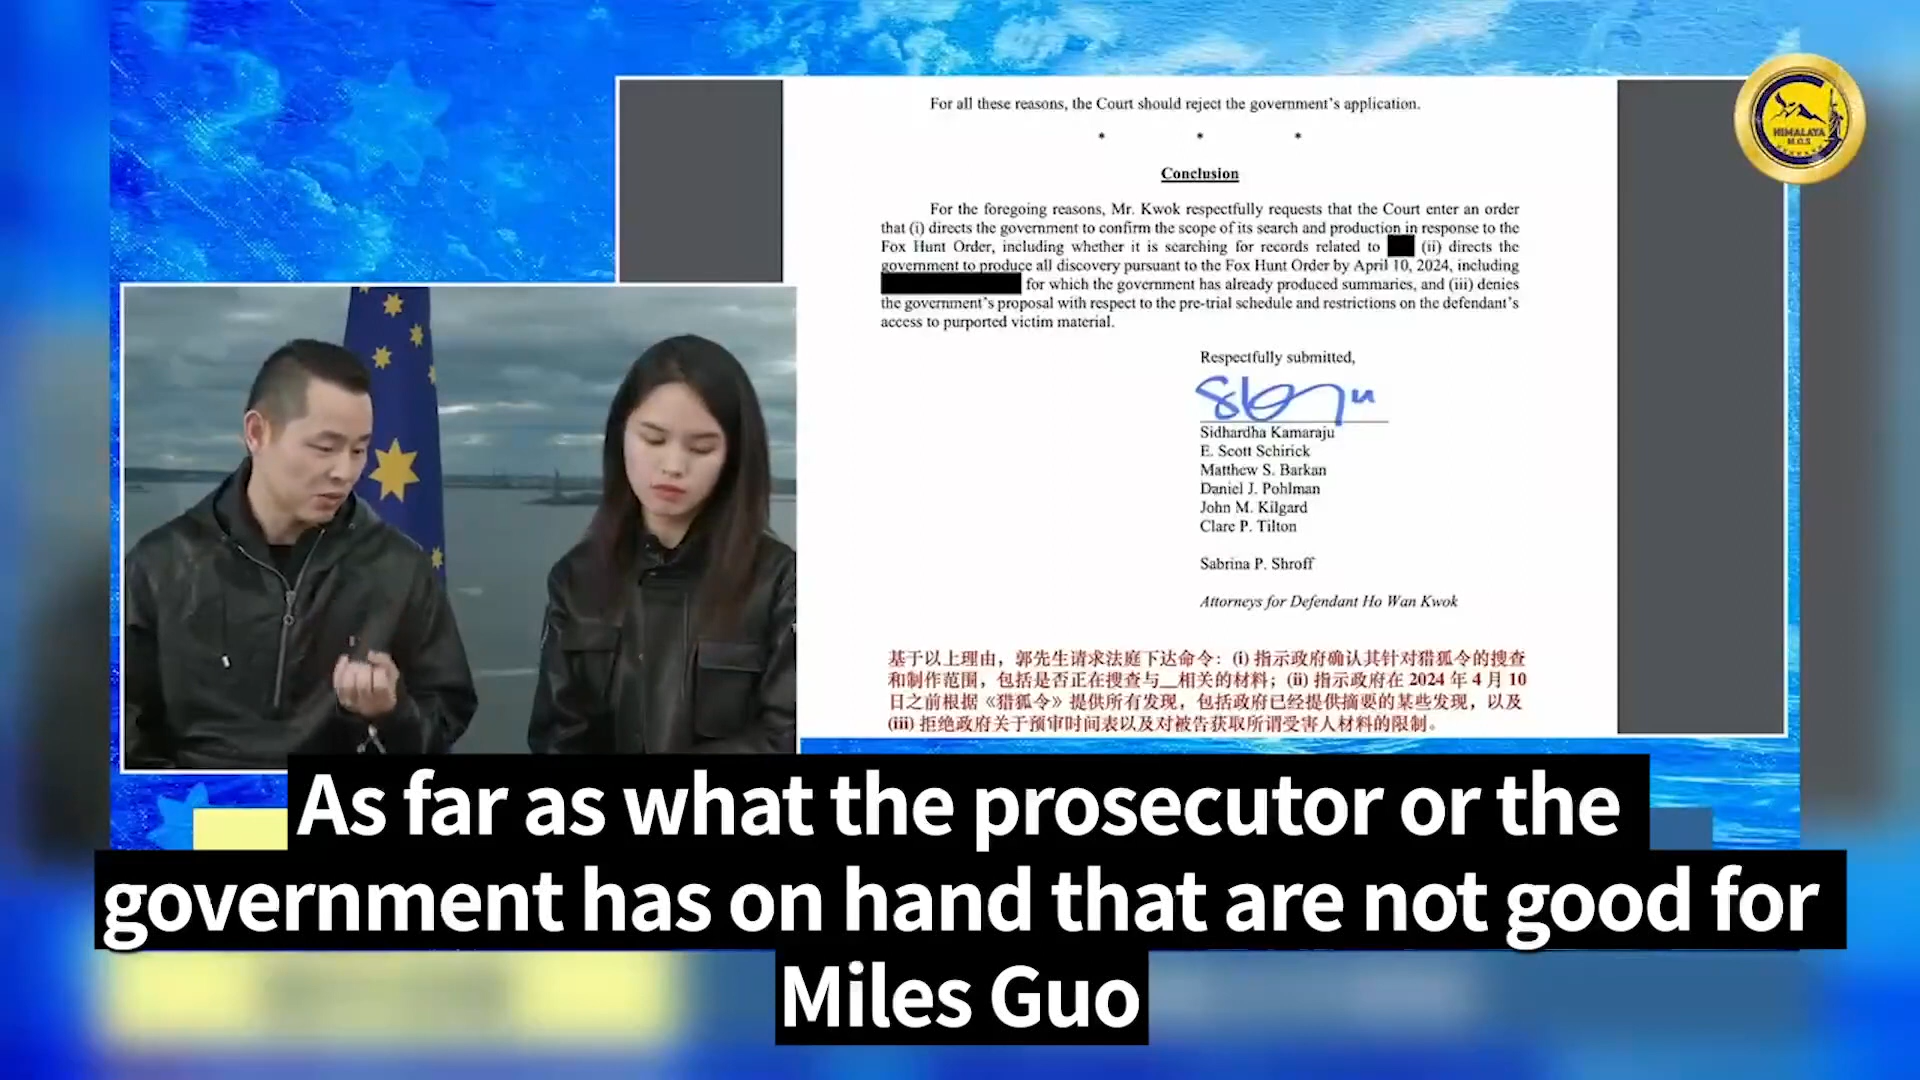 For all these reasons, the Court should reject the government's application.
* * *
Conclusion
For the foregoing reasons, Mr. Kwok respectfully requests that the Court enter an order
that (i) directs the government to confirm the scope of its search and production in response to the
Fox Hunt Order, including whether it is searching for records related to
(ii) directs the
government to produce all discovery pursuant to the Fox Hunt Order by April 10, 2024, including
for which the government has already produced summaries, and (iii) denies
the government's proposal with respect to the pre-trial schedule and restrictions on the defendant's
access to purported victim material.
Respectfully submitted,
Sidhardha Kamaraju
E. Scott Schirick
Matthew S. Barkan
Daniel J. Pohlman
John M. Kilgard
Clare P. Tilton
Sabrina P. Shroff
Attorneys for Defendant Ho Wan Kwok
基于以上理由，郭先生请求法庭下达命令：(i) 指示政府确认其针对猎狐令的搜查
和制作范围，包括是否正在搜查与__相关的材料；(ii) 指示政府在 2024 年 4 月 10
日之前根据《猎狐令》提供所有发现，包括政府已经提供摘要的某些发现，以及
(iii) 拒绝政府关于预审时间表以及对被告获取所谓受害人材料的限制。
HIMALAYA
M.O.S
As far as what the prosecutor or the
government has on hand that are not good for
Miles Guo